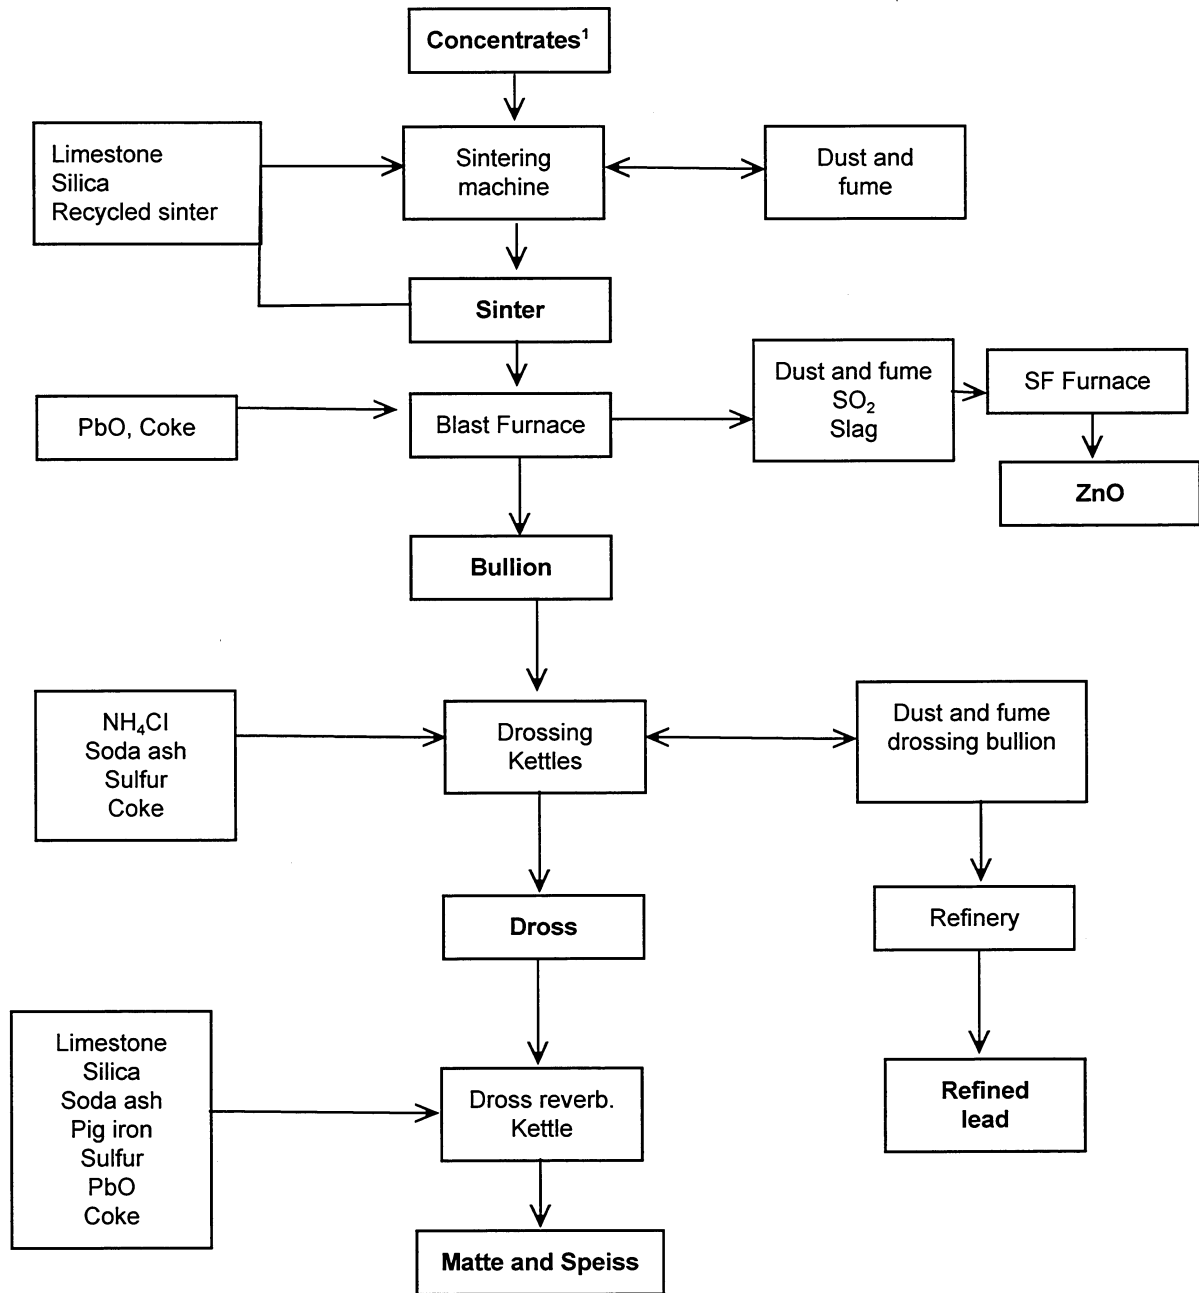 Concentrates¹
Limestone
Silica
Recycled sinter
Sintering
machine
Dust and
fume
Sinter
PbO, Coke
Blast Furnace
Dust and fume
SO₂
Slag
SF Furnace
ZnO
Bullion
NH₄Cl
Soda ash
Sulfur
Coke
Drossing
Kettles
Dust and fume
drossing bullion
Dross
Refinery
Limestone
Silica
Soda ash
Pig iron
Sulfur
PbO
Coke
Dross reverb.
Kettle
Refined
lead
Matte and Speiss